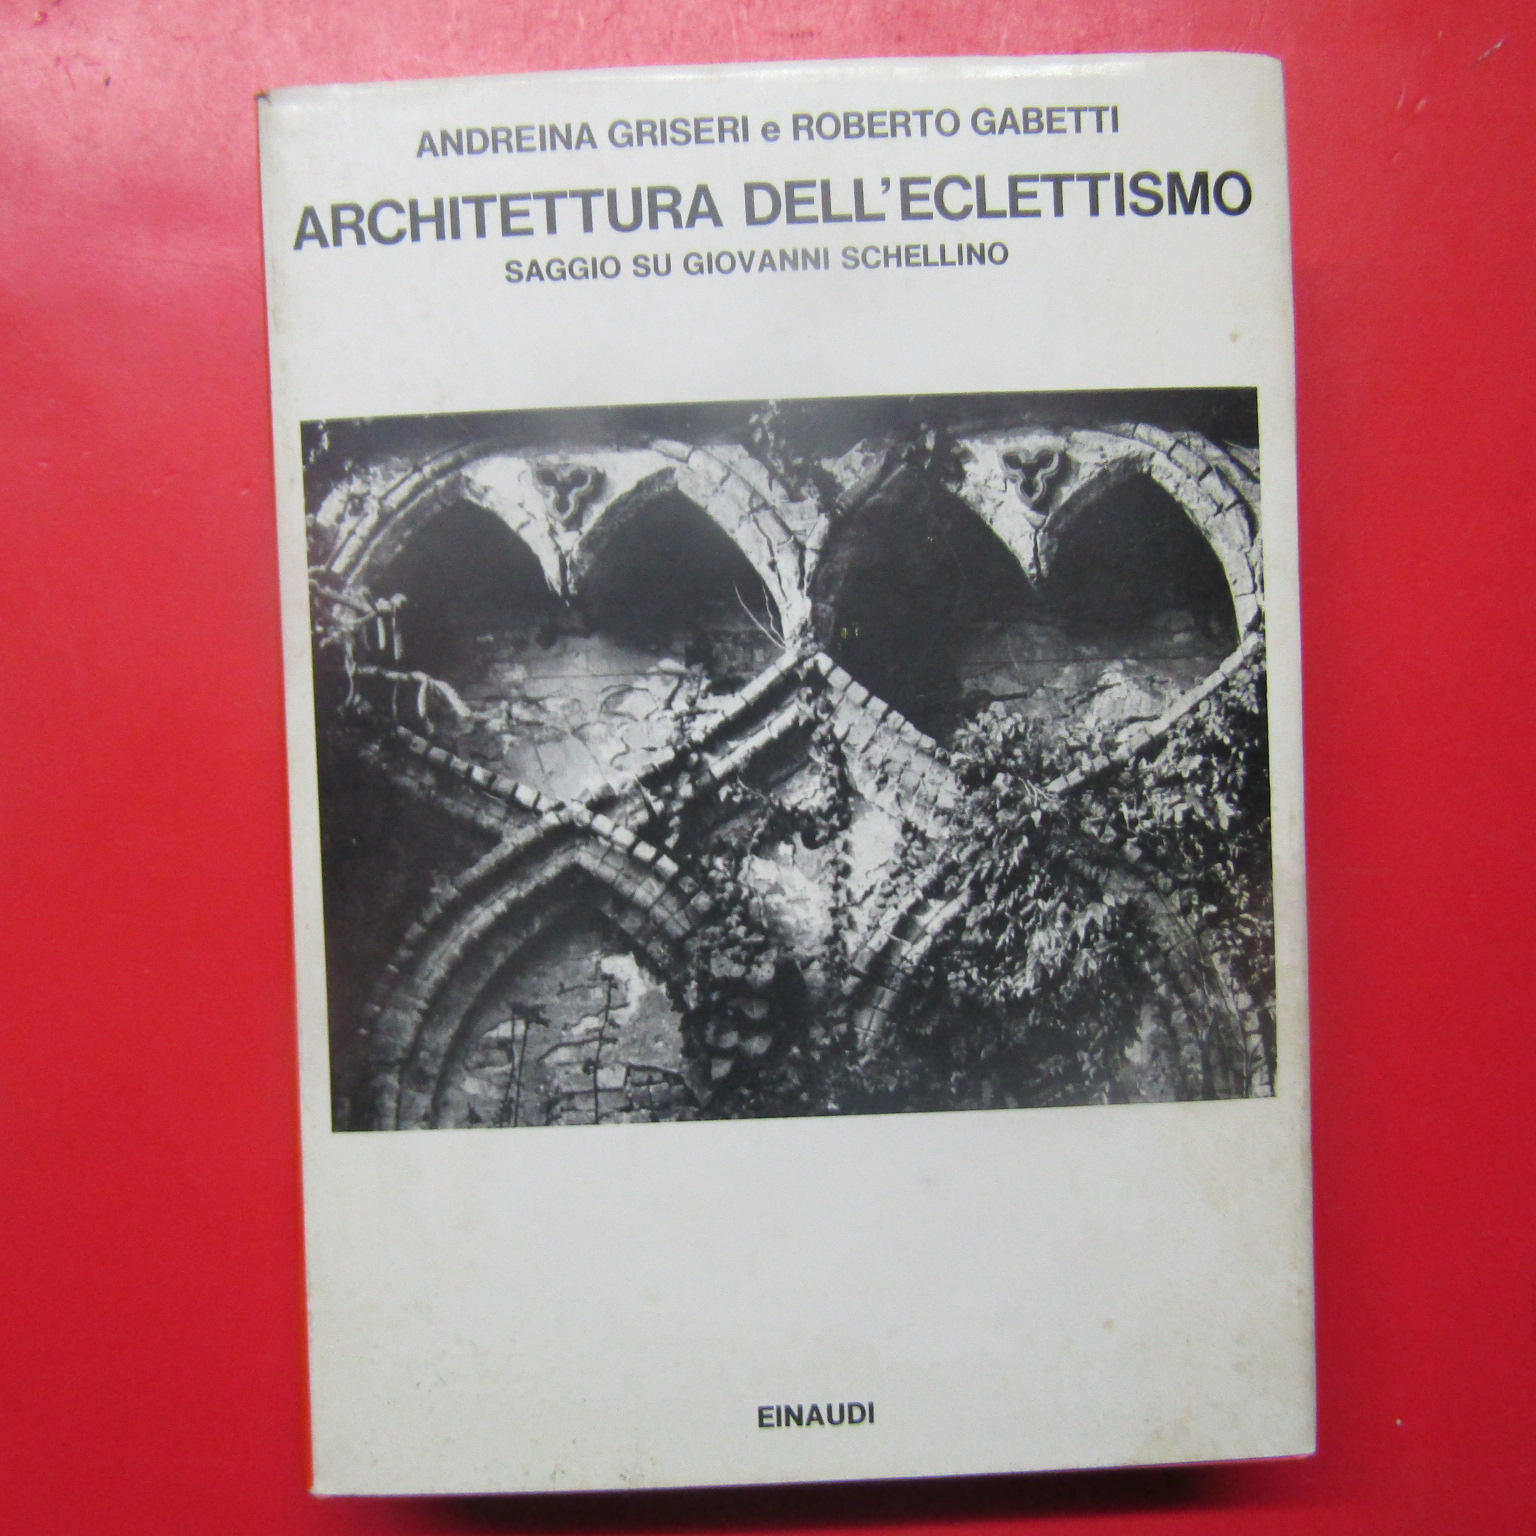 ANDREINA GRISERI e ROBERTO GABETTI
ARCHITETTURA DELL'ECLETTISMO
SAGGIO SU GIOVANNI SCHELLINO
EINAUDI